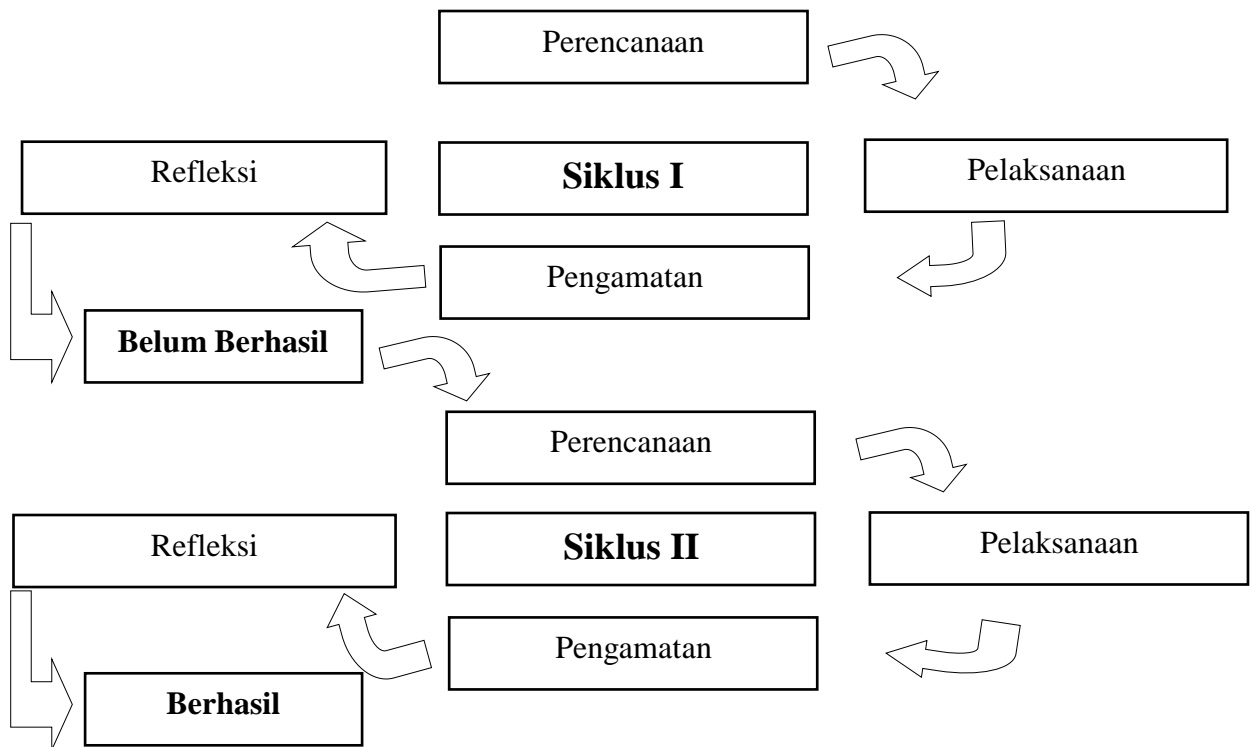 Perencanaan
Refleksi
Siklus I
Pelaksanaan
Pengamatan
Belum Berhasil
Perencanaan
Refleksi
Siklus II
Pelaksanaan
Pengamatan
Berhasil